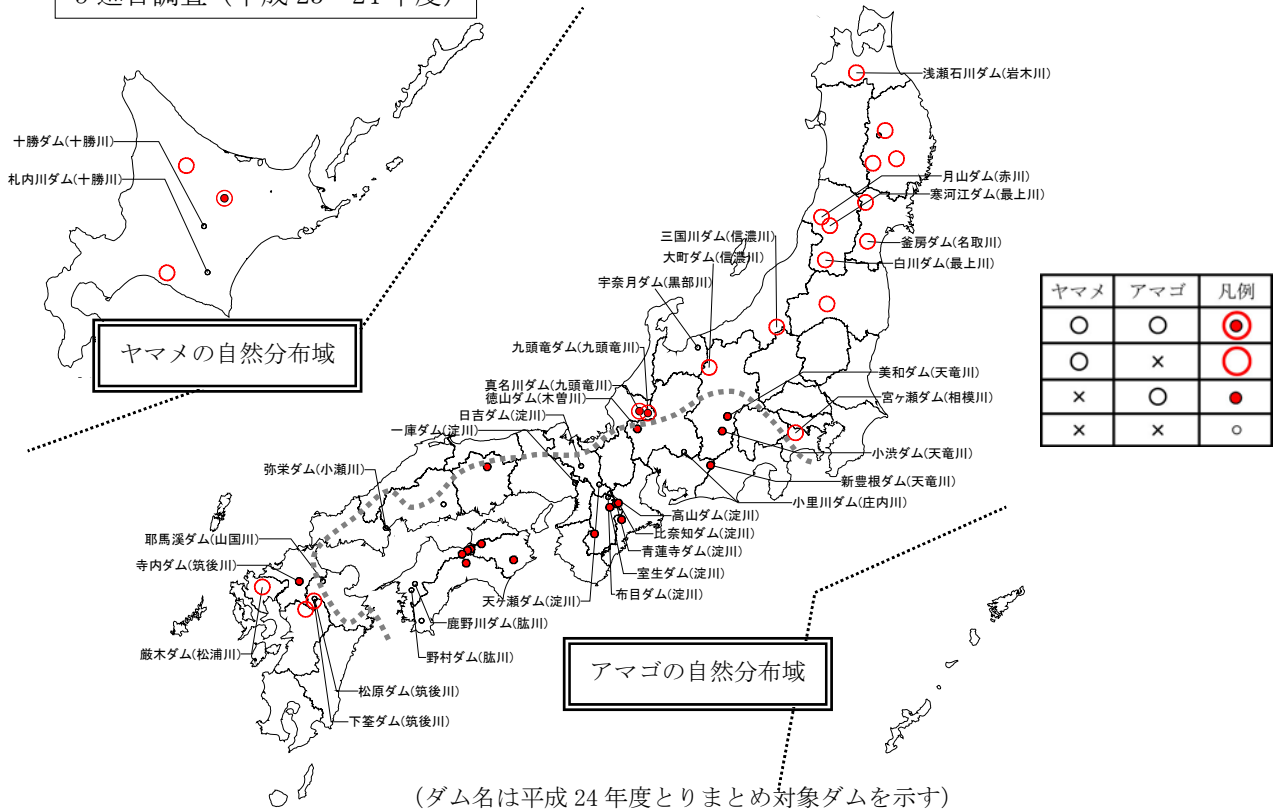 浅瀬石川ダム(岩木川)
十勝ダム(十勝川)
札内川ダム(十勝川)
月山ダム(赤川)
寒河江ダム(最上川)
三国川ダム(信濃川)
大町ダム(信濃川)
釜房ダム(名取川)
白川ダム(最上川)
宇奈月ダム(黒部川)
ヤマメ アマゴ 凡例
○ ○
○ ×
× ○
× ×
ヤマメの自然分布域
九頭竜ダム(九頭竜川)
美和ダム(天竜川)
真名川ダム(九頭竜川)
徳山ダム(木曽川)
宮ヶ瀬ダム(相模川)
日吉ダム(淀川)
一庫ダム(淀川)
小渋ダム(天竜川)
弥栄ダム(小瀬川)
新豊根ダム(天竜川)
小里川ダム(庄内川)
高山ダム(淀川)
比奈知ダム(淀川)
青蓮寺ダム(淀川)
室生ダム(淀川)
布目ダム(淀川)
天ヶ瀬ダム(淀川)
耶馬溪ダム(山国川)
寺内ダム(筑後川)
鹿野川ダム(肱川)
野村ダム(肱川)
厳木ダム(松浦川)
アマゴの自然分布域
松原ダム(筑後川)
下筌ダム(筑後川)
(ダム名は平成 24 年度とりまとめ対象ダムを示す)